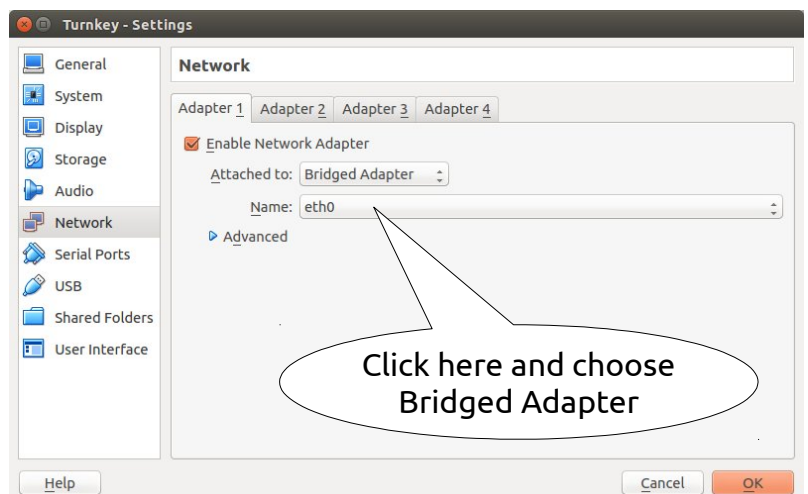 Turnkey - Settings
General
System
Display
Storage
Audio
Network
Serial Ports
USB
Shared Folders
User Interface
Network
Adapter 1 Adapter 2 Adapter 3 Adapter 4
Enable Network Adapter
Attached to: Bridged Adapter
Name: eth0
Advanced
Click here and choose
Bridged Adapter
Help Cancel OK